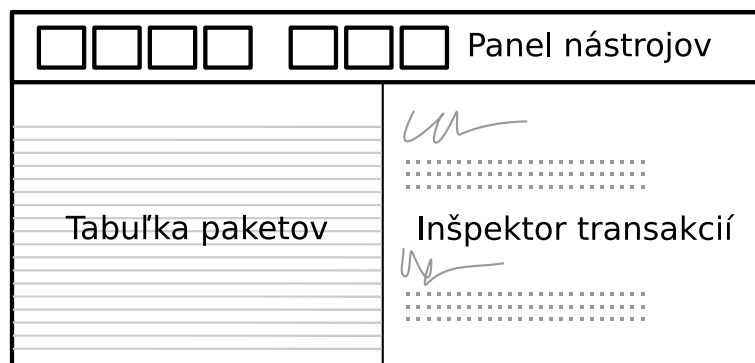 Panel nástrojov
Tabuľka paketov
Inšpektor transakcií